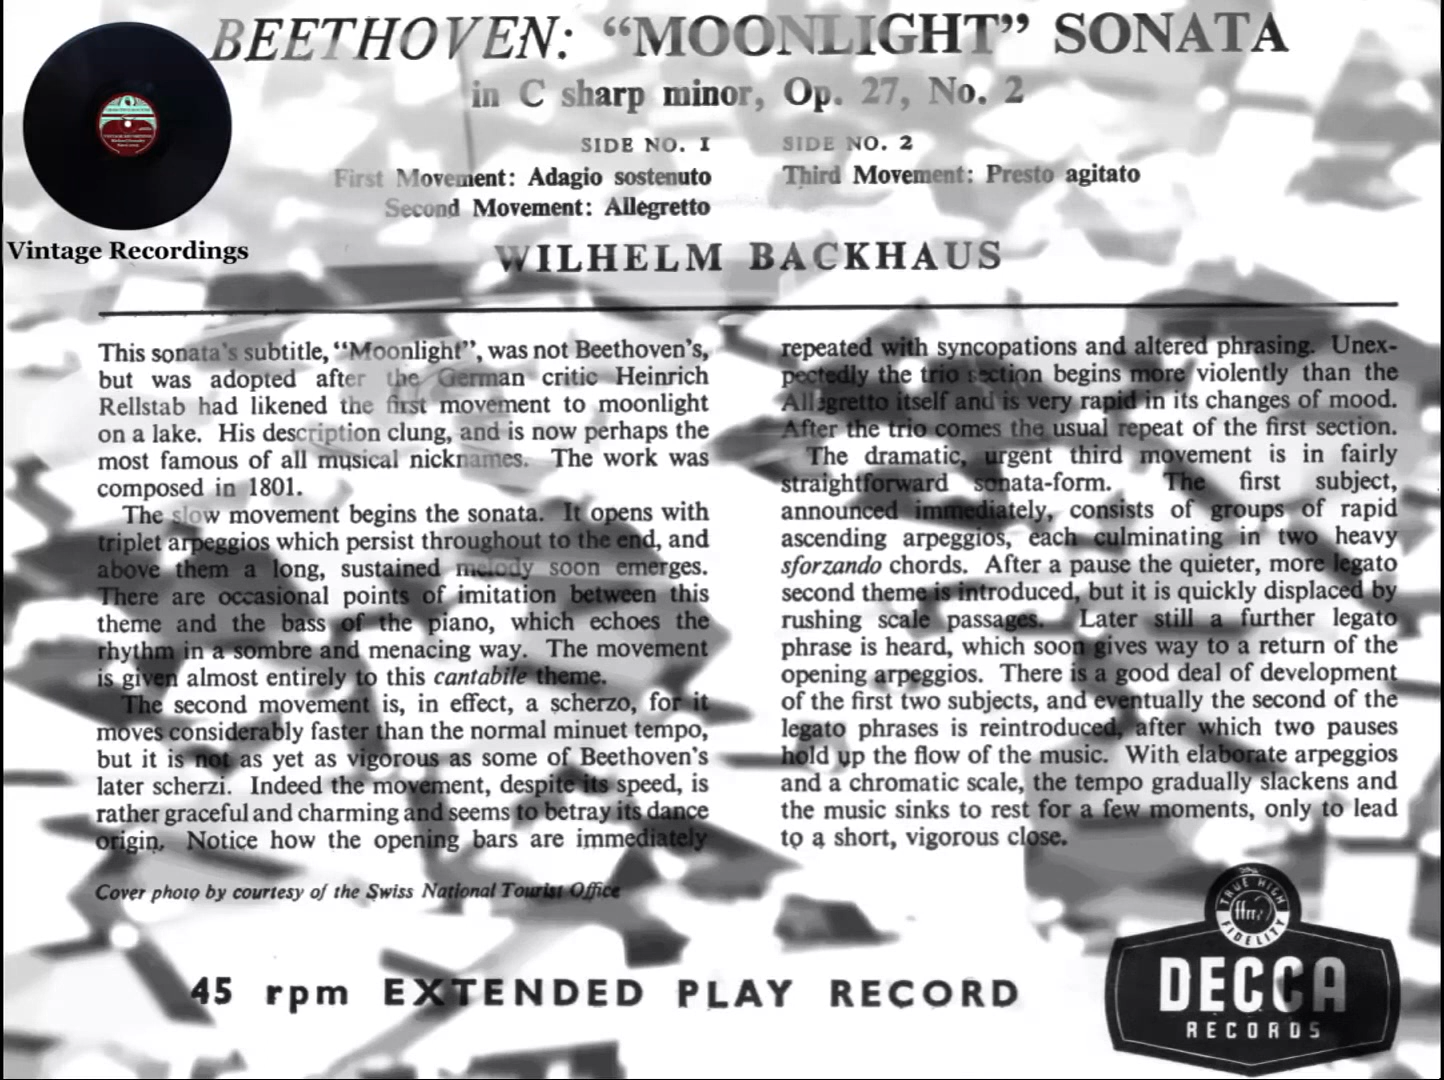 BEETHOVEN: “MOONLIGHT” SONATA
in C sharp minor, Op. 27, No. 2
SIDE NO. 1
First Movement: Adagio sostenuto
Second Movement: Allegretto
SIDE NO. 2
Third Movement: Presto agitato
Vintage Recordings
WILHELM BACKHAUS
This sonata's subtitle, “Moonlight”, was not Beethoven's,
but was adopted after the German critic Heinrich
Rellstab had likened the first movement to moonlight
on a lake. His description clung, and is now perhaps the
most famous of all musical nicknames. The work was
composed in 1801.
The slow movement begins the sonata. It opens with
triplet arpeggios which persist throughout to the end, and
above them a long, sustained melody soon emerges.
There are occasional points of imitation between this
theme and the bass of the piano, which echoes the
rhythm in a sombre and menacing way. The movement
is given almost entirely to this cantabile theme.
The second movement is, in effect, a scherzo, for it
moves considerably faster than the normal minuet tempo,
but it is not as yet as vigorous as some of Beethoven's
later scherzi. Indeed the movement, despite its speed, is
rather graceful and charming and seems to betray its dance
origin. Notice how the opening bars are immediately
repeated with syncopations and altered phrasing. Unex-
pectedly the trio section begins more violently than the
Allegretto itself and is very rapid in its changes of mood.
After the trio comes the usual repeat of the first section.
The dramatic, urgent third movement is in fairly
straightforward sonata-form. The first subject,
announced immediately, consists of groups of rapid
ascending arpeggios, each culminating in two heavy
sforzando chords. After a pause the quieter, more legato
second theme is introduced, but it is quickly displaced by
rushing scale passages. Later still a further legato
phrase is heard, which soon gives way to a return of the
opening arpeggios. There is a good deal of development
of the first two subjects, and eventually the second of the
legato phrases is reintroduced, after which two pauses
hold up the flow of the music. With elaborate arpeggios
and a chromatic scale, the tempo gradually slackens and
the music sinks to rest for a few moments, only to lead
to a short, vigorous close.
Cover photo by courtesy of the Swiss National Tourist Office
45 rpm EXTENDED PLAY RECORD
TRUE HIGH
ffrr
FIDELITY
DECCA
RECORDS